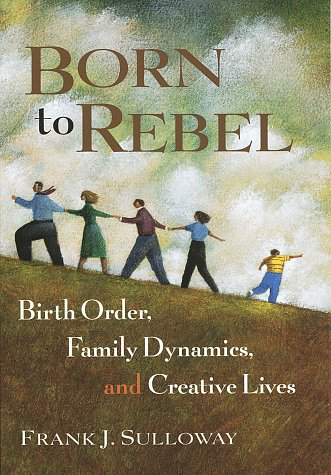 BORN
to REBEL
Birth Order,
Family Dynamics,
and Creative Lives
FRANK J. SULLOWAY